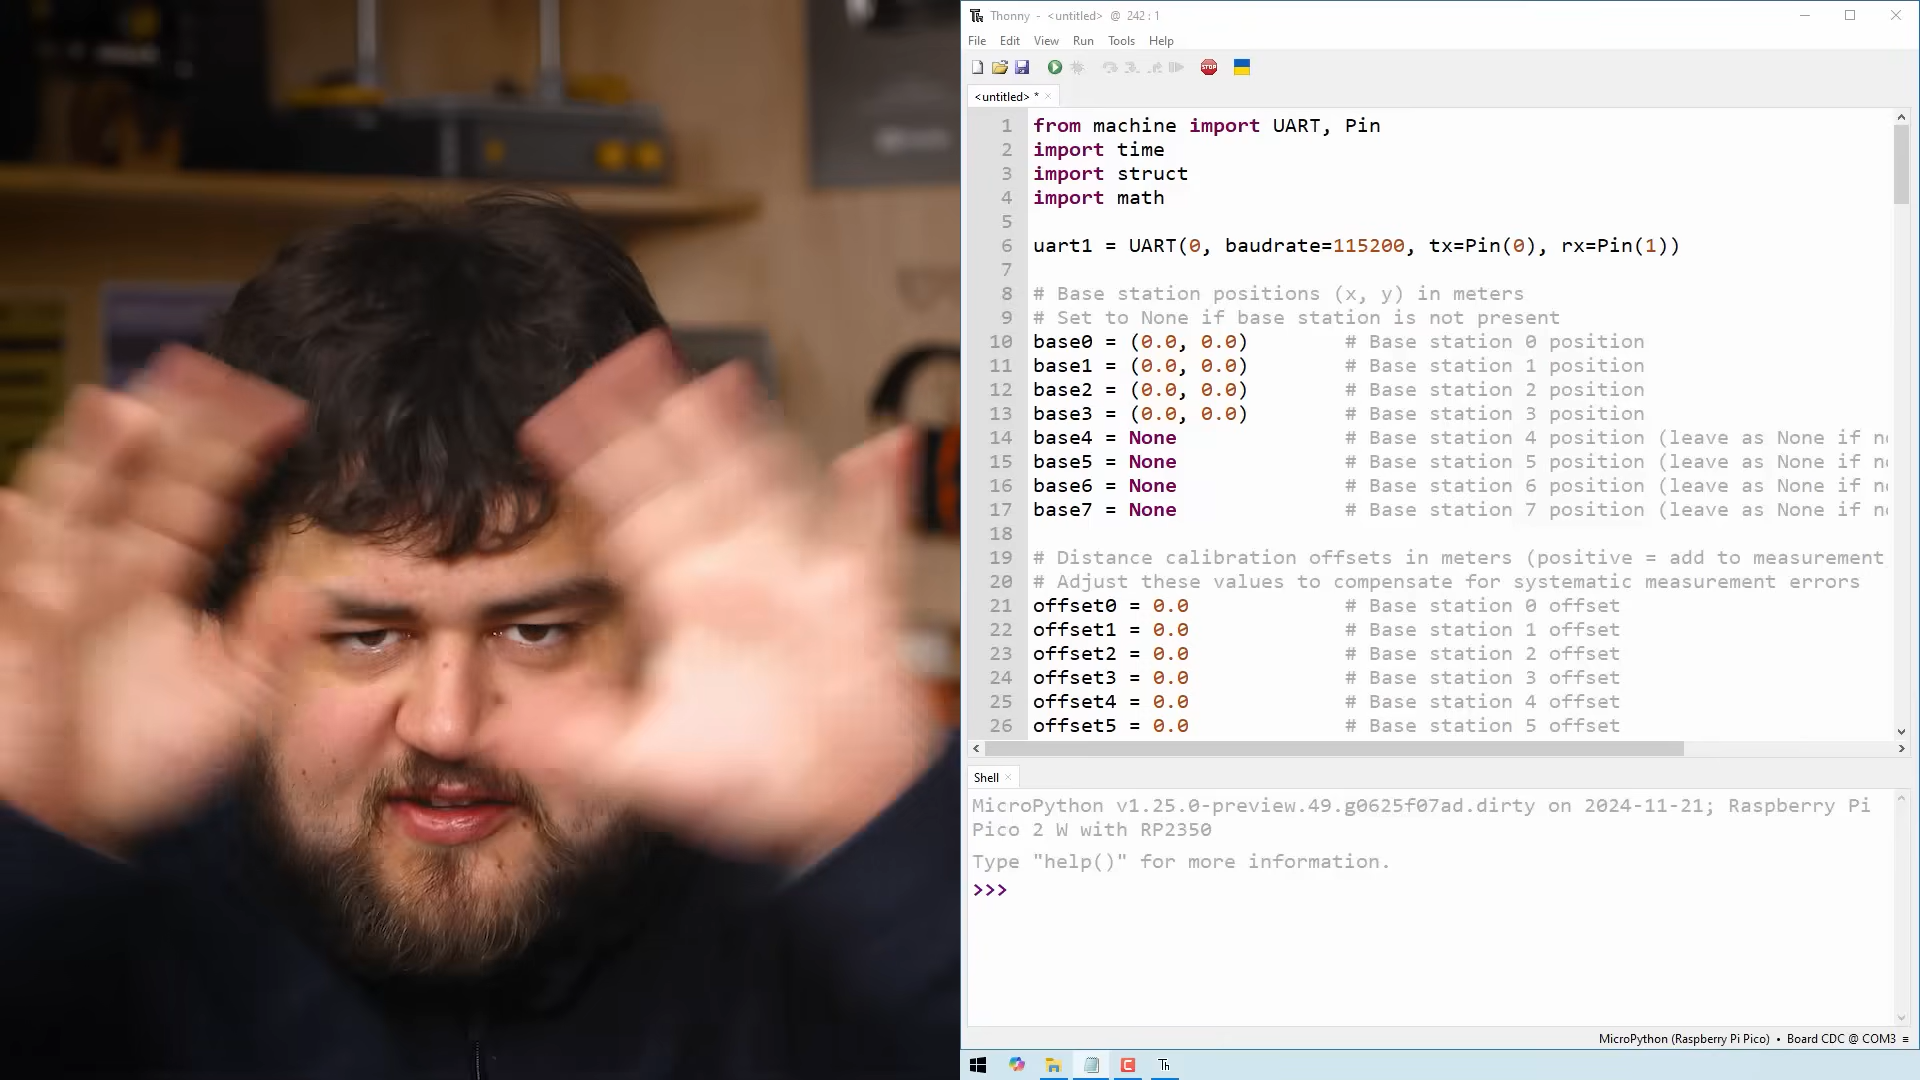 Thonny - <untitled> @ 242 : 1
File Edit View Run Tools Help
STOP
<untitled> *
1 from machine import UART, Pin
2 import time
3 import struct
4 import math
5
6 uart1 = UART(0, baudrate=115200, tx=Pin(0), rx=Pin(1))
7
8 # Base station positions (x, y) in meters
9 # Set to None if base station is not present
10 base0 = (0.0, 0.0) # Base station 0 position
11 base1 = (0.0, 0.0) # Base station 1 position
12 base2 = (0.0, 0.0) # Base station 2 position
13 base3 = (0.0, 0.0) # Base station 3 position
14 base4 = None # Base station 4 position (leave as None if n
15 base5 = None # Base station 5 position (leave as None if n
16 base6 = None # Base station 6 position (leave as None if n
17 base7 = None # Base station 7 position (leave as None if n
18
19 # Distance calibration offsets in meters (positive = add to measurement
20 # Adjust these values to compensate for systematic measurement errors
21 offset0 = 0.0 # Base station 0 offset
22 offset1 = 0.0 # Base station 1 offset
23 offset2 = 0.0 # Base station 2 offset
24 offset3 = 0.0 # Base station 3 offset
25 offset4 = 0.0 # Base station 4 offset
26 offset5 = 0.0 # Base station 5 offset
Shell
MicroPython v1.25.0-preview.49.g0625f07ad.dirty on 2024-11-21; Raspberry Pi
Pico 2 W with RP2350
Type "help()" for more information.
>>>
MicroPython (Raspberry Pi Pico) • Board CDC @ COM3 ≡